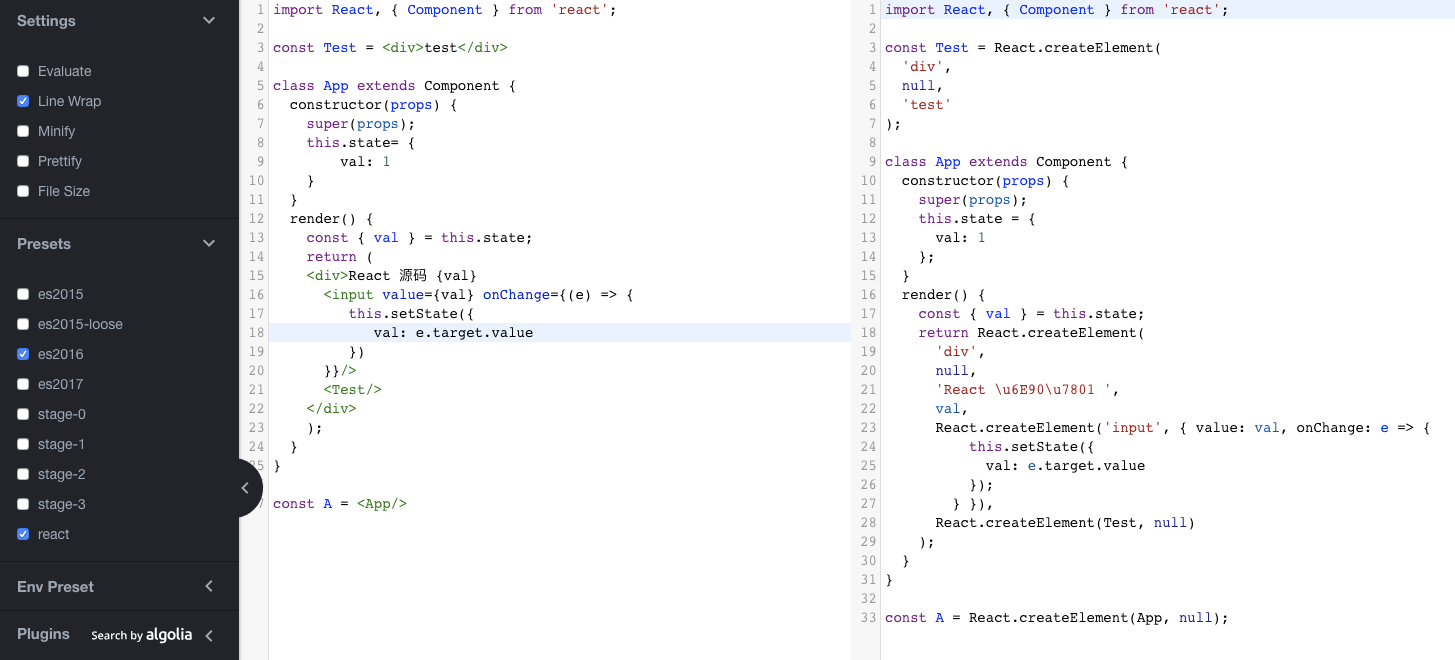 Settings
Evaluate
Line Wrap
Minify
Prettify
File Size
Presets
es2015
es2015-loose
es2016
es2017
stage-0
stage-1
stage-2
stage-3
react
Env Preset
Plugins Search by algolia
1 import React, { Component } from 'react';
2
3 const Test = <div>test</div>
4
5 class App extends Component {
6   constructor(props) {
7     super(props);
8     this.state= {
9         val: 1
10     }
11   }
12   render() {
13     const { val } = this.state;
14     return (
15     <div>React 源码 {val}
16       <input value={val} onChange={(e) => {
17          this.setState({
18             val: e.target.value
19          })
20       }}/>
21       <Test/>
22     </div>
23     );
24   }
25 }
7 const A = <App/>
1 import React, { Component } from 'react';
2
3 const Test = React.createElement(
4   'div',
5   null,
6   'test'
7 );
8
9 class App extends Component {
10   constructor(props) {
11     super(props);
12     this.state = {
13       val: 1
14     };
15   }
16   render() {
17     const { val } = this.state;
18     return React.createElement(
19       'div',
20       null,
21       'React \u6E90\u7801 ',
22       val,
23       React.createElement('input', { value: val, onChange: e => {
24           this.setState({
25             val: e.target.value
26           });
27         } }),
28       React.createElement(Test, null)
29     );
30   }
31 }
32
33 const A = React.createElement(App, null);